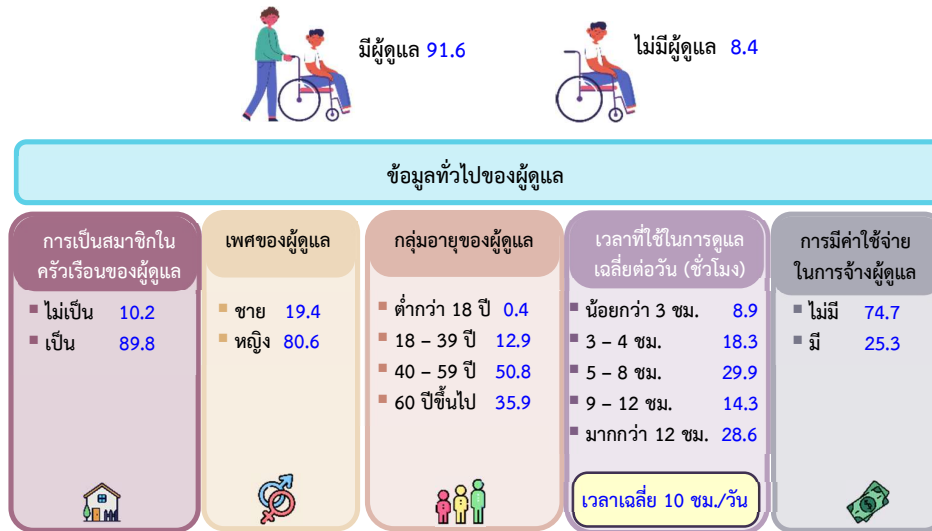 มีผู้ดูแล 91.6
ไม่มีผู้ดูแล 8.4
ข้อมูลทั่วไปของผู้ดูแล
การเป็นสมาชิกใน
ครัวเรือนของผู้ดูแล
ไม่เป็น 10.2
เป็น 89.8
เพศของผู้ดูแล
ชาย 19.4
หญิง 80.6
กลุ่มอายุของผู้ดูแล
ต่ำกว่า 18 ปี 0.4
18 – 39 ปี 12.9
40 – 59 ปี 50.8
60 ปีขึ้นไป 35.9
เวลาที่ใช้ในการดูแล
เฉลี่ยต่อวัน (ชั่วโมง)
น้อยกว่า 3 ชม. 8.9
3 – 4 ชม. 18.3
5 – 8 ชม. 29.9
9 – 12 ชม. 14.3
มากกว่า 12 ชม. 28.6
เวลาเฉลี่ย 10 ชม./วัน
การมีค่าใช้จ่าย
ในการจ้างผู้ดูแล
ไม่มี 74.7
มี 25.3